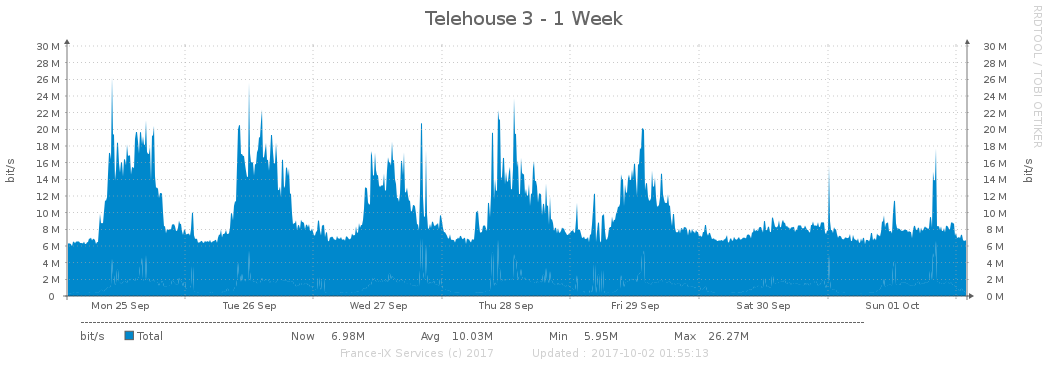 Telehouse 3 - 1 Week
RRDTOOL / TOBI OETIKER
bit/s
30 M 30 M
28 M 28 M
26 M 26 M
24 M 24 M
22 M 22 M
20 M 20 M
18 M 18 M
16 M 16 M
14 M 14 M
12 M 12 M
10 M 10 M
8 M 8 M
6 M 6 M
4 M 4 M
2 M 2 M
0 0 M
bit/s
Mon 25 Sep Tue 26 Sep Wed 27 Sep Thu 28 Sep Fri 29 Sep Sat 30 Sep Sun 01 Oct
bit/s Total Now 6.98M Avg 10.03M Min 5.95M Max 26.27M
France-IX Services (c) 2017 Updated : 2017-10-02 01:55:13